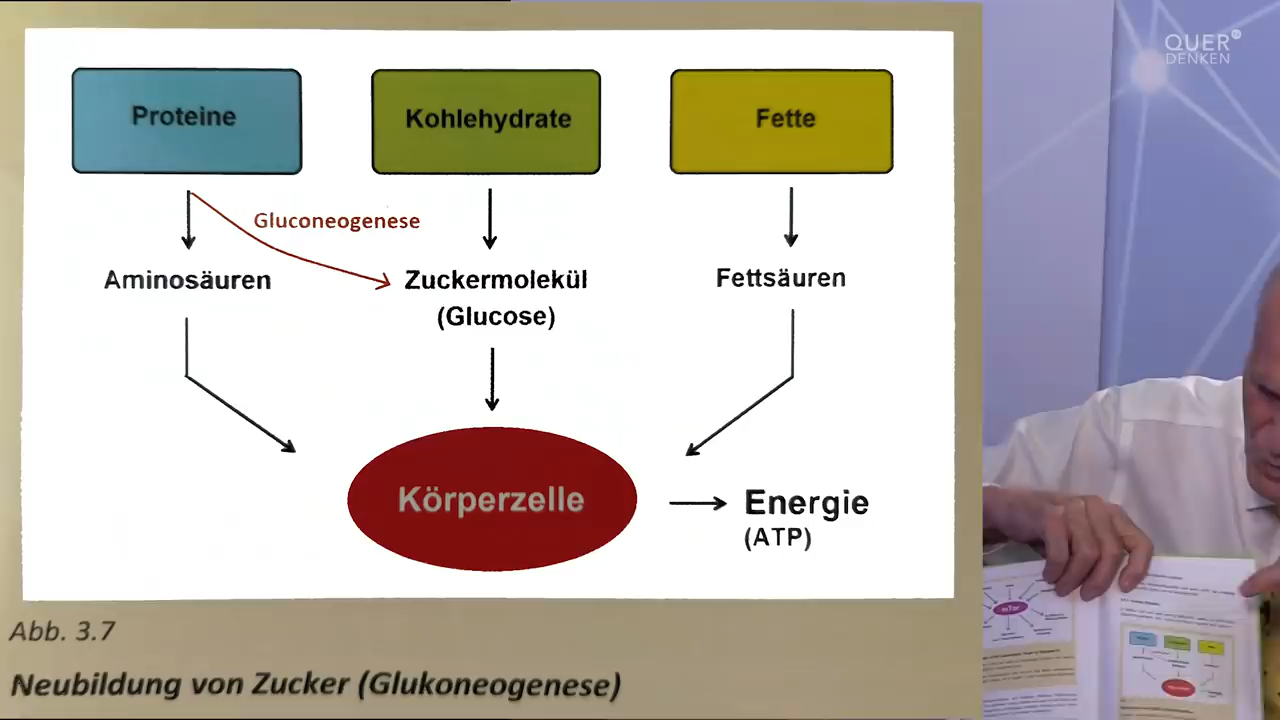 QUER
DENKEN
Proteine
Kohlehydrate
Fette
Gluconeogenese
Aminosäuren
Zuckermolekül
(Glucose)
Fettsäuren
Körperzelle
Energie
(ATP)
Abb. 3.7
Neubildung von Zucker (Glukoneogenese)
mTor